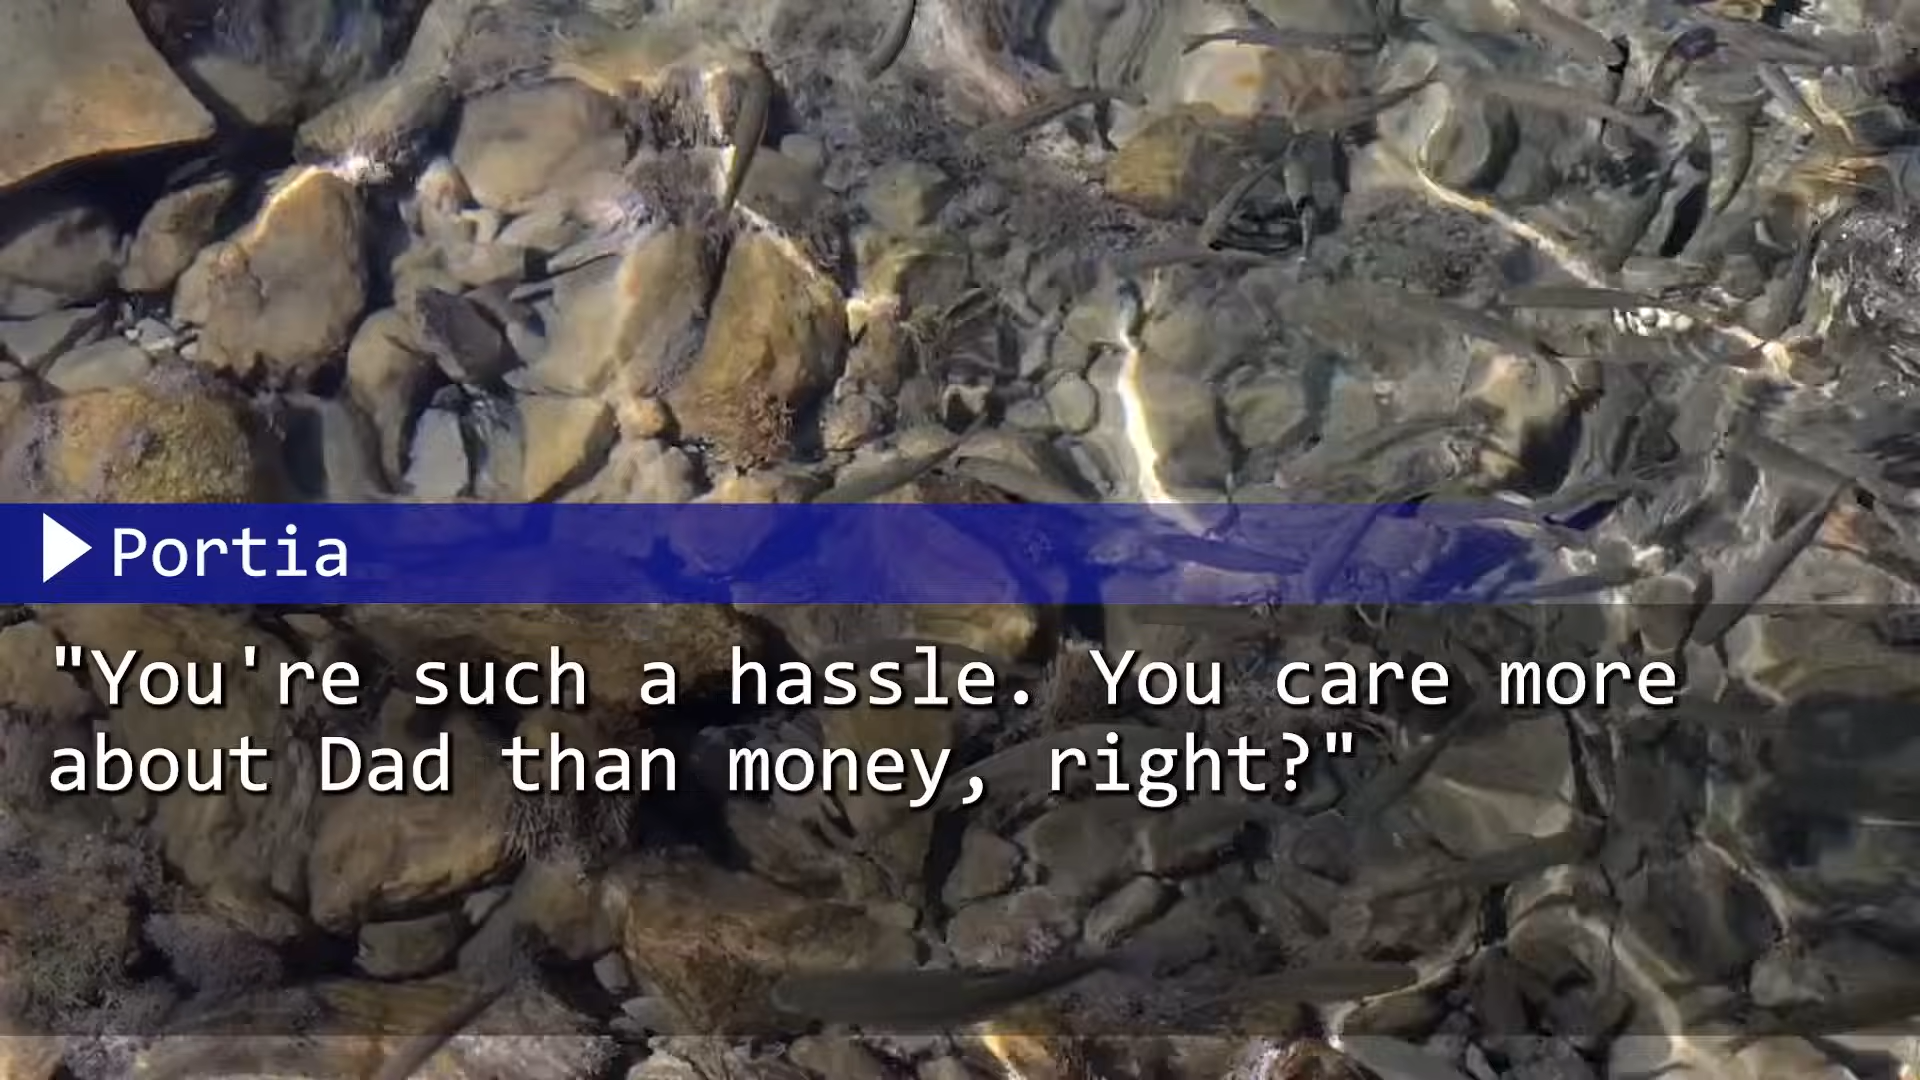 Portia
"You're such a hassle. You care more
about Dad than money, right?"